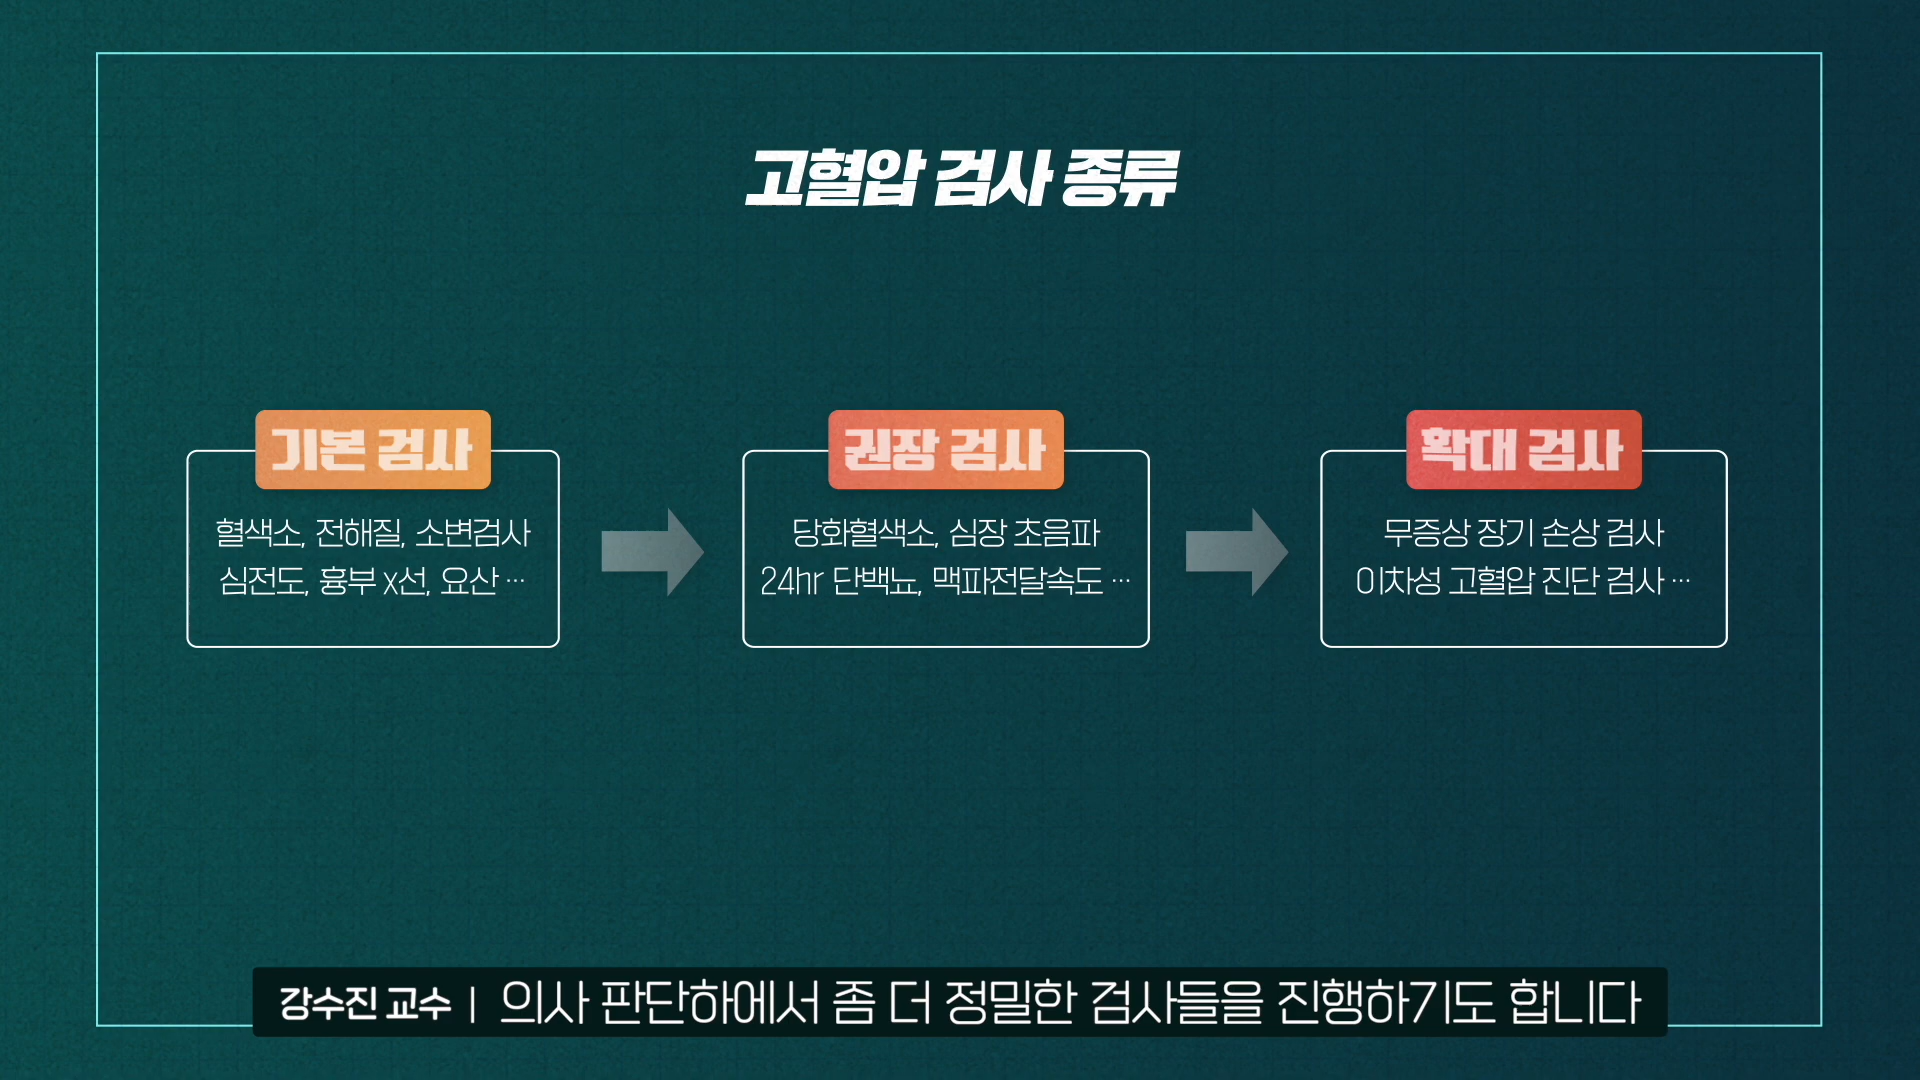 고혈압 검사 종류
기본 검사
혈색소, 전해질, 소변검사
심전도, 흉부 x선, 요산 ···
권장 검사
당화혈색소, 심장 초음파
24hr 단백뇨, 맥파전달속도 ···
확대 검사
무증상 장기 손상 검사
이차성 고혈압 진단 검사 ···
강수진 교수 | 의사 판단하에서 좀 더 정밀한 검사들을 진행하기도 합니다